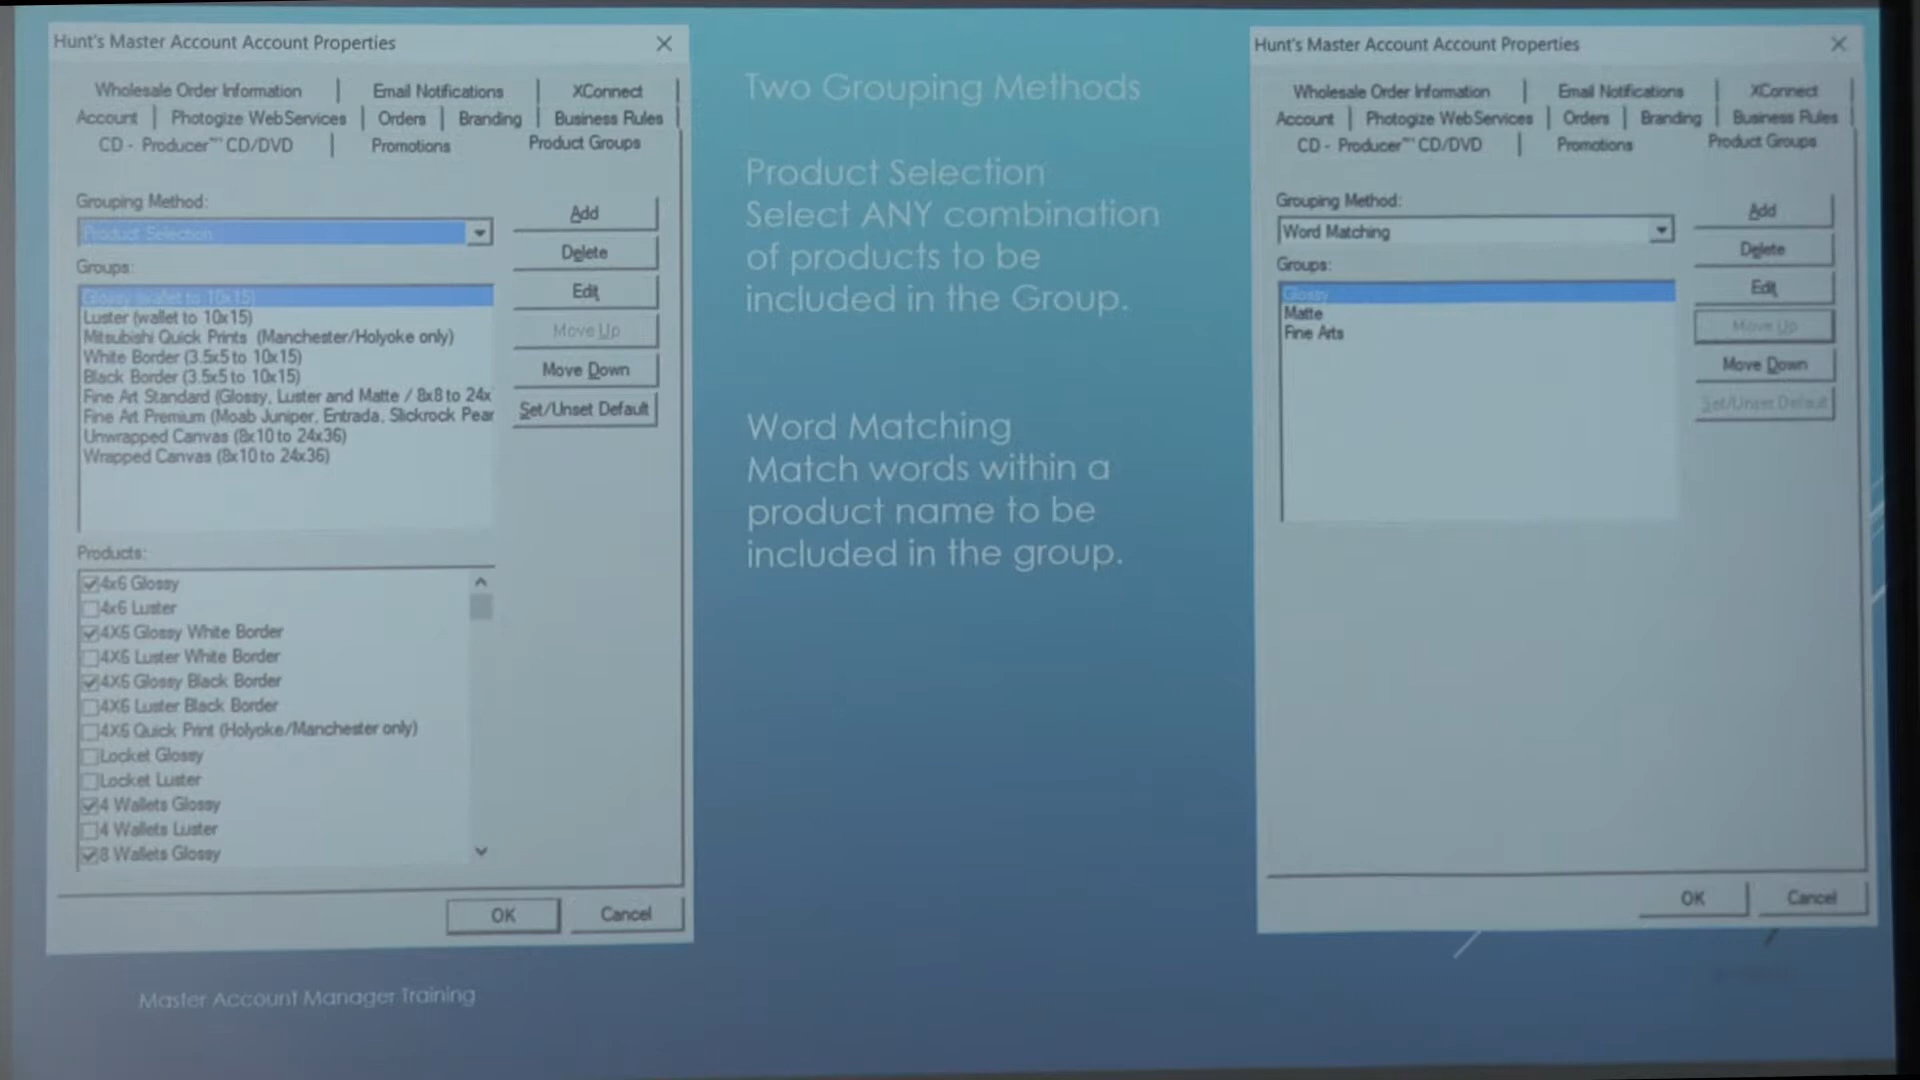 Hunt's Master Account Account Properties
Wholesale Order Information | Email Notifications | XConnect
Account | Photogize WebServices | Orders | Branding | Business Rules
CD - Producer™ CD/DVD | Promotions Product Groups
Grouping Method:
Product Selection
Groups:
Glossy (wallet to 10x15)
Luster (wallet to 10x15)
Mitsubishi Quick Prints (Manchester/Holyoke only)
White Border (3.5x5 to 10x15)
Black Border (3.5x5 to 10x15)
Fine Art Standard (Glossy, Luster and Matte / 8x8 to 24x
Fine Art Premium (Moab Juniper, Entrada, Slickrock Pear
Unwrapped Canvas (8x10 to 24x36)
Wrapped Canvas (8x10 to 24x36)
Add
Delete
Edit
Move Up
Move Down
Set/Unset Default
Products:
4x6 Glossy
4x6 Luster
4X6 Glossy White Border
4X6 Luster White Border
4X6 Glossy Black Border
4X6 Luster Black Border
4X6 Quick Print (Holyoke/Manchester only)
Locket Glossy
Locket Luster
4 Wallets Glossy
4 Wallets Luster
8 Wallets Glossy
OK
Cancel
Two Grouping Methods
Product Selection
Select ANY combination
of products to be
included in the Group.
Word Matching
Match words within a
product name to be
included in the group.
Hunt's Master Account Account Properties
Wholesale Order Information | Email Notifications | XConnect
Account | Photogize WebServices | Orders | Branding | Business Rules
CD - Producer™ CD/DVD | Promotions Product Groups
Grouping Method:
Word Matching
Groups:
Glossy
Matte
Fine Arts
Add
Delete
Edit
Move Up
Move Down
Set/Unset Default
OK
Cancel
Master Account Manager Training